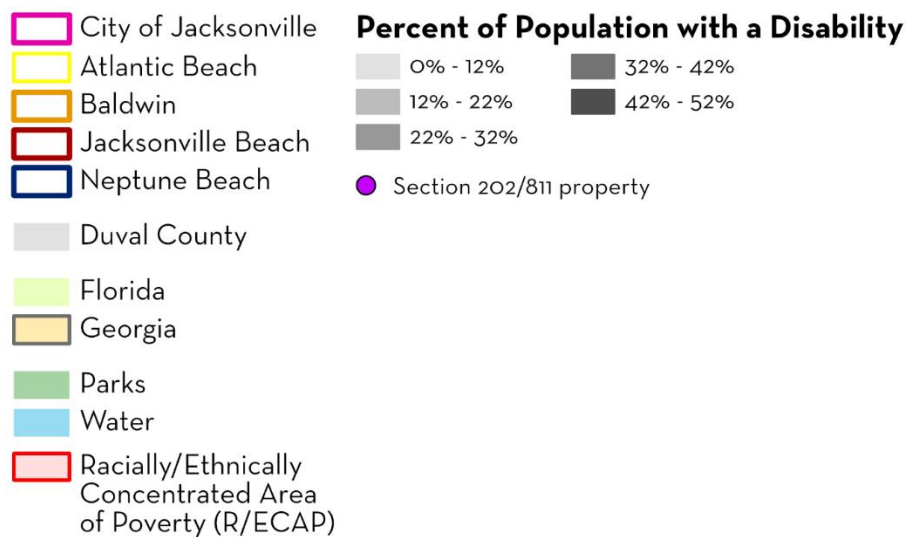 City of Jacksonville
Atlantic Beach
Baldwin
Jacksonville Beach
Neptune Beach
Duval County
Florida
Georgia
Parks
Water
Racially/Ethnically
Concentrated Area
of Poverty (R/ECAP)
Percent of Population with a Disability
0% - 12%
12% - 22%
22% - 32%
32% - 42%
42% - 52%
Section 202/811 property